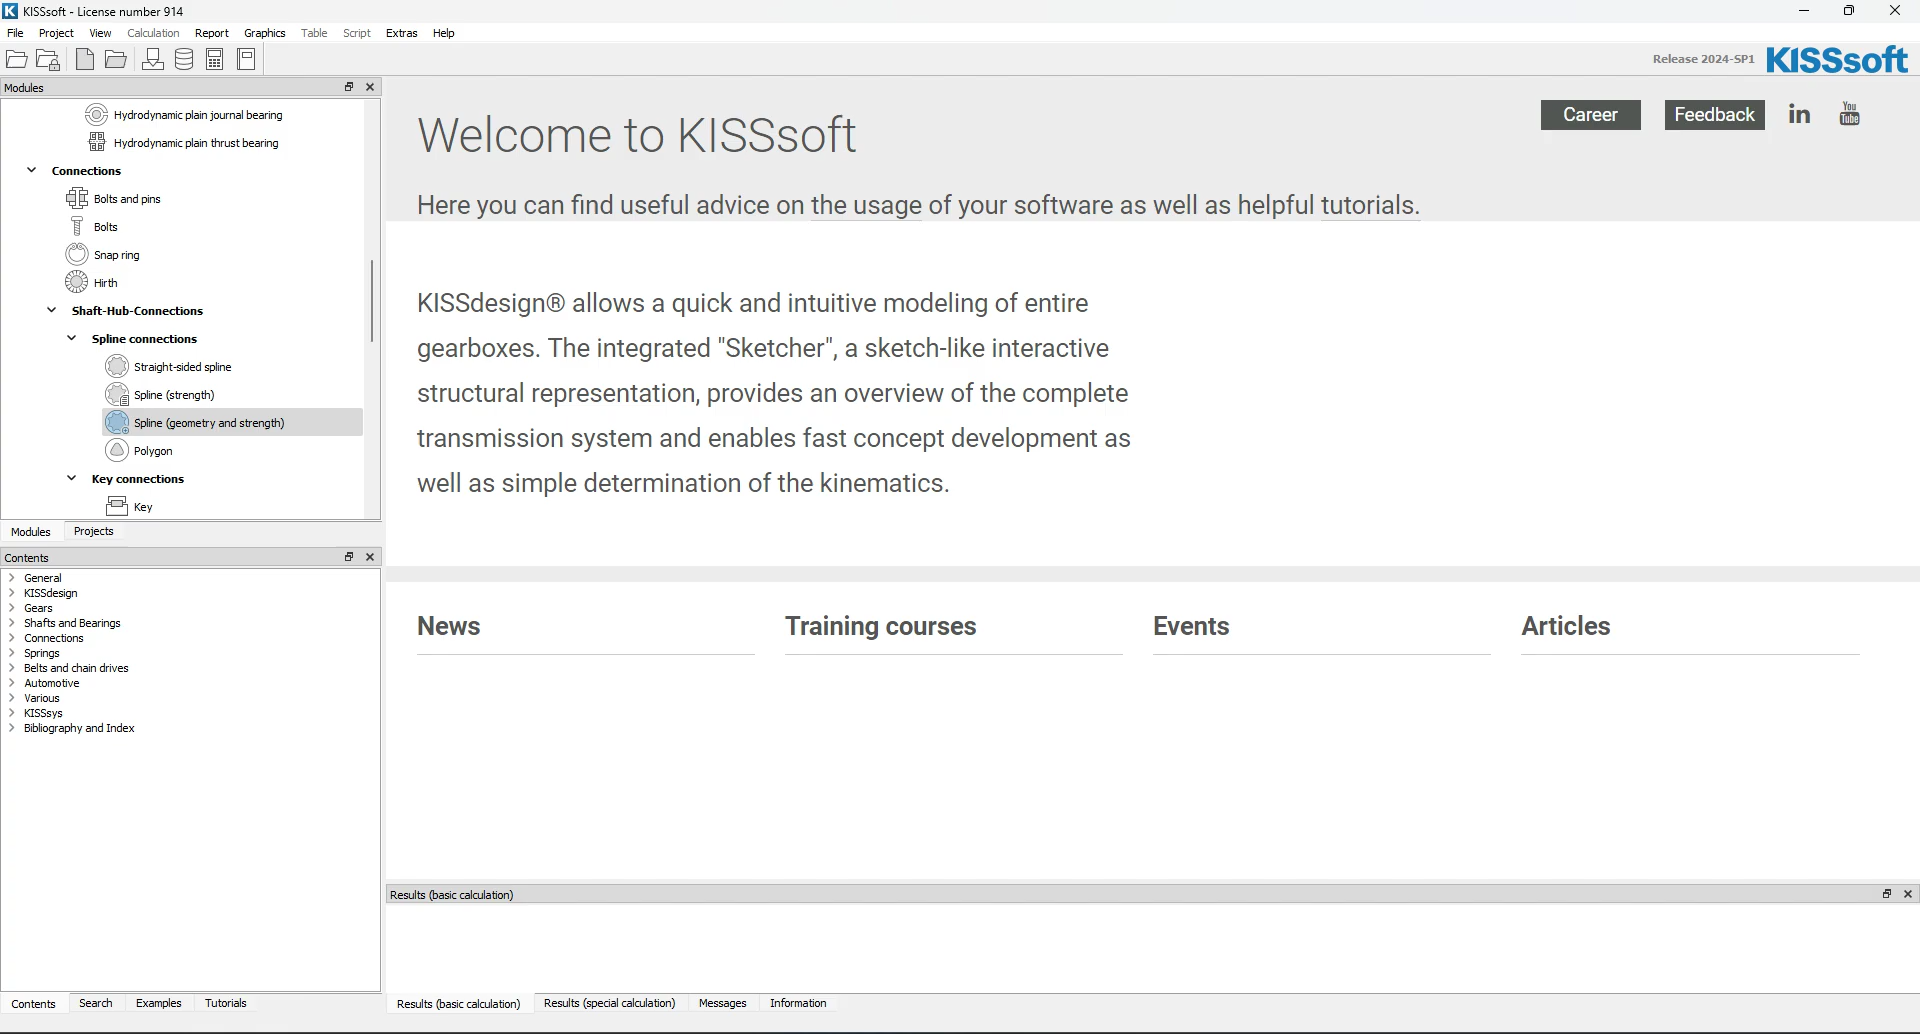 KISSsoft - License number 914
File Project View Calculation Report Graphics Table Script Extras Help
Release 2024-SP1 KISSsoft
Modules
Hydrodynamic plain journal bearing
Hydrodynamic plain thrust bearing
Connections
Bolts and pins
Bolts
Snap ring
Hirth
Shaft-Hub-Connections
Spline connections
Straight-sided spline
Spline (strength)
Spline (geometry and strength)
Polygon
Key connections
Key
Modules Projects
Contents
General
KISSdesign
Gears
Shafts and Bearings
Connections
Springs
Belts and chain drives
Automotive
Various
KISSsys
Bibliography and Index
Contents Search Examples Tutorials
Career Feedback in You Tube
Welcome to KISSsoft
Here you can find useful advice on the usage of your software as well as helpful tutorials.
KISSdesign® allows a quick and intuitive modeling of entire
gearboxes. The integrated "Sketcher", a sketch-like interactive
structural representation, provides an overview of the complete
transmission system and enables fast concept development as
well as simple determination of the kinematics.
News Training courses Events Articles
Results (basic calculation)
Results (basic calculation) Results (special calculation) Messages Information